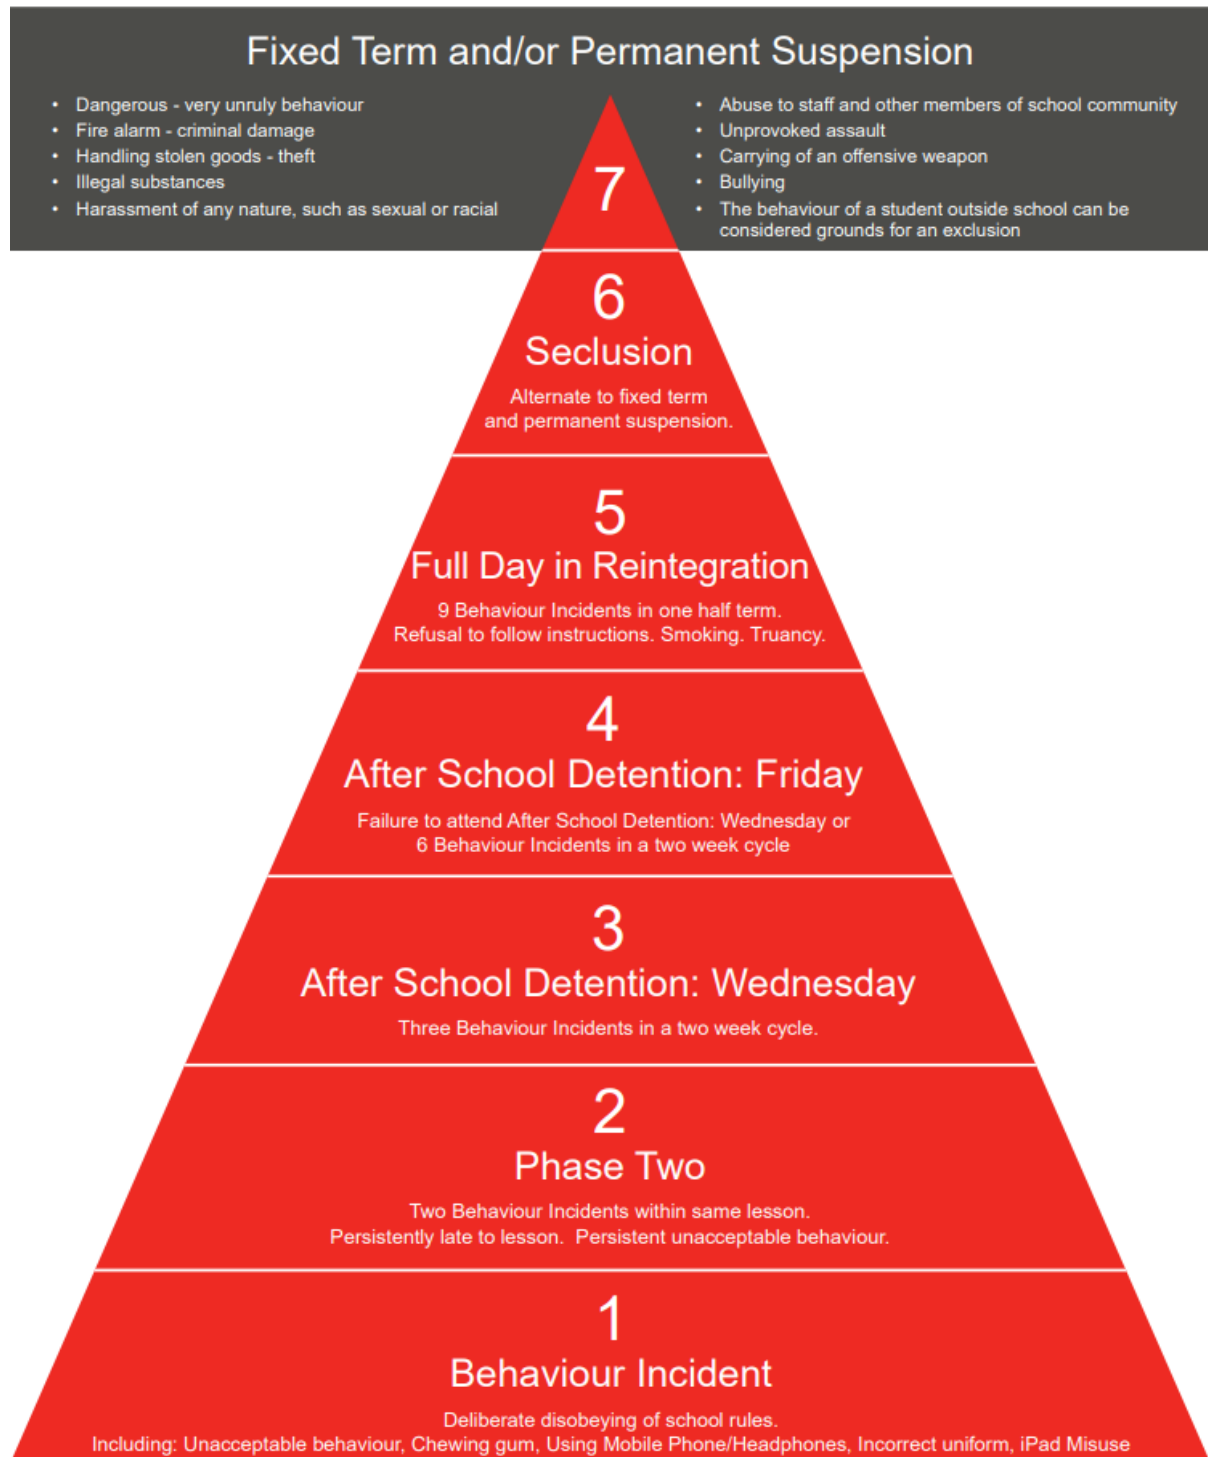 Fixed Term and/or Permanent Suspension
• Dangerous - very unruly behaviour
• Fire alarm - criminal damage
• Handling stolen goods - theft
• Illegal substances
• Harassment of any nature, such as sexual or racial
• Abuse to staff and other members of school community
• Unprovoked assault
• Carrying of an offensive weapon
• Bullying
• The behaviour of a student outside school can be
considered grounds for an exclusion
7
6
Seclusion
Alternate to fixed term
and permanent suspension.
5
Full Day in Reintegration
9 Behaviour Incidents in one half term.
Refusal to follow instructions. Smoking. Truancy.
4
After School Detention: Friday
Failure to attend After School Detention: Wednesday or
6 Behaviour Incidents in a two week cycle
3
After School Detention: Wednesday
Three Behaviour Incidents in a two week cycle.
2
Phase Two
Two Behaviour Incidents within same lesson.
Persistently late to lesson.  Persistent unacceptable behaviour.
1
Behaviour Incident
Deliberate disobeying of school rules.
Including: Unacceptable behaviour, Chewing gum, Using Mobile Phone/Headphones, Incorrect uniform, iPad Misuse